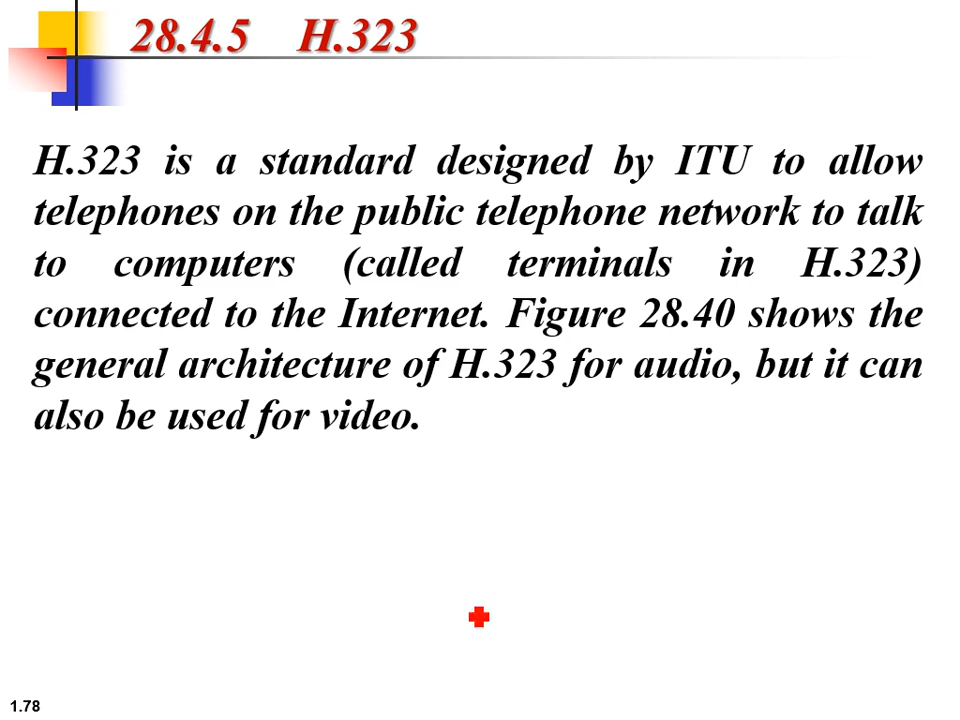 28.4.5 H.323
H.323 is a standard designed by ITU to allow
telephones on the public telephone network to talk
to computers (called terminals in H.323)
connected to the Internet. Figure 28.40 shows the
general architecture of H.323 for audio, but it can
also be used for video.
1.78